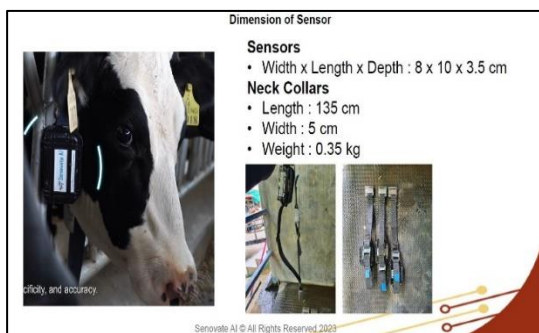 Dimension of Sensor
Sensors
• Width x Length x Depth : 8 x 10 x 3.5 cm
Neck Collars
• Length : 135 cm
• Width : 5 cm
• Weight : 0.35 kg
Senovate AI
cificity, and accuracy.
Senovate AI © All Rights Reserved 2023